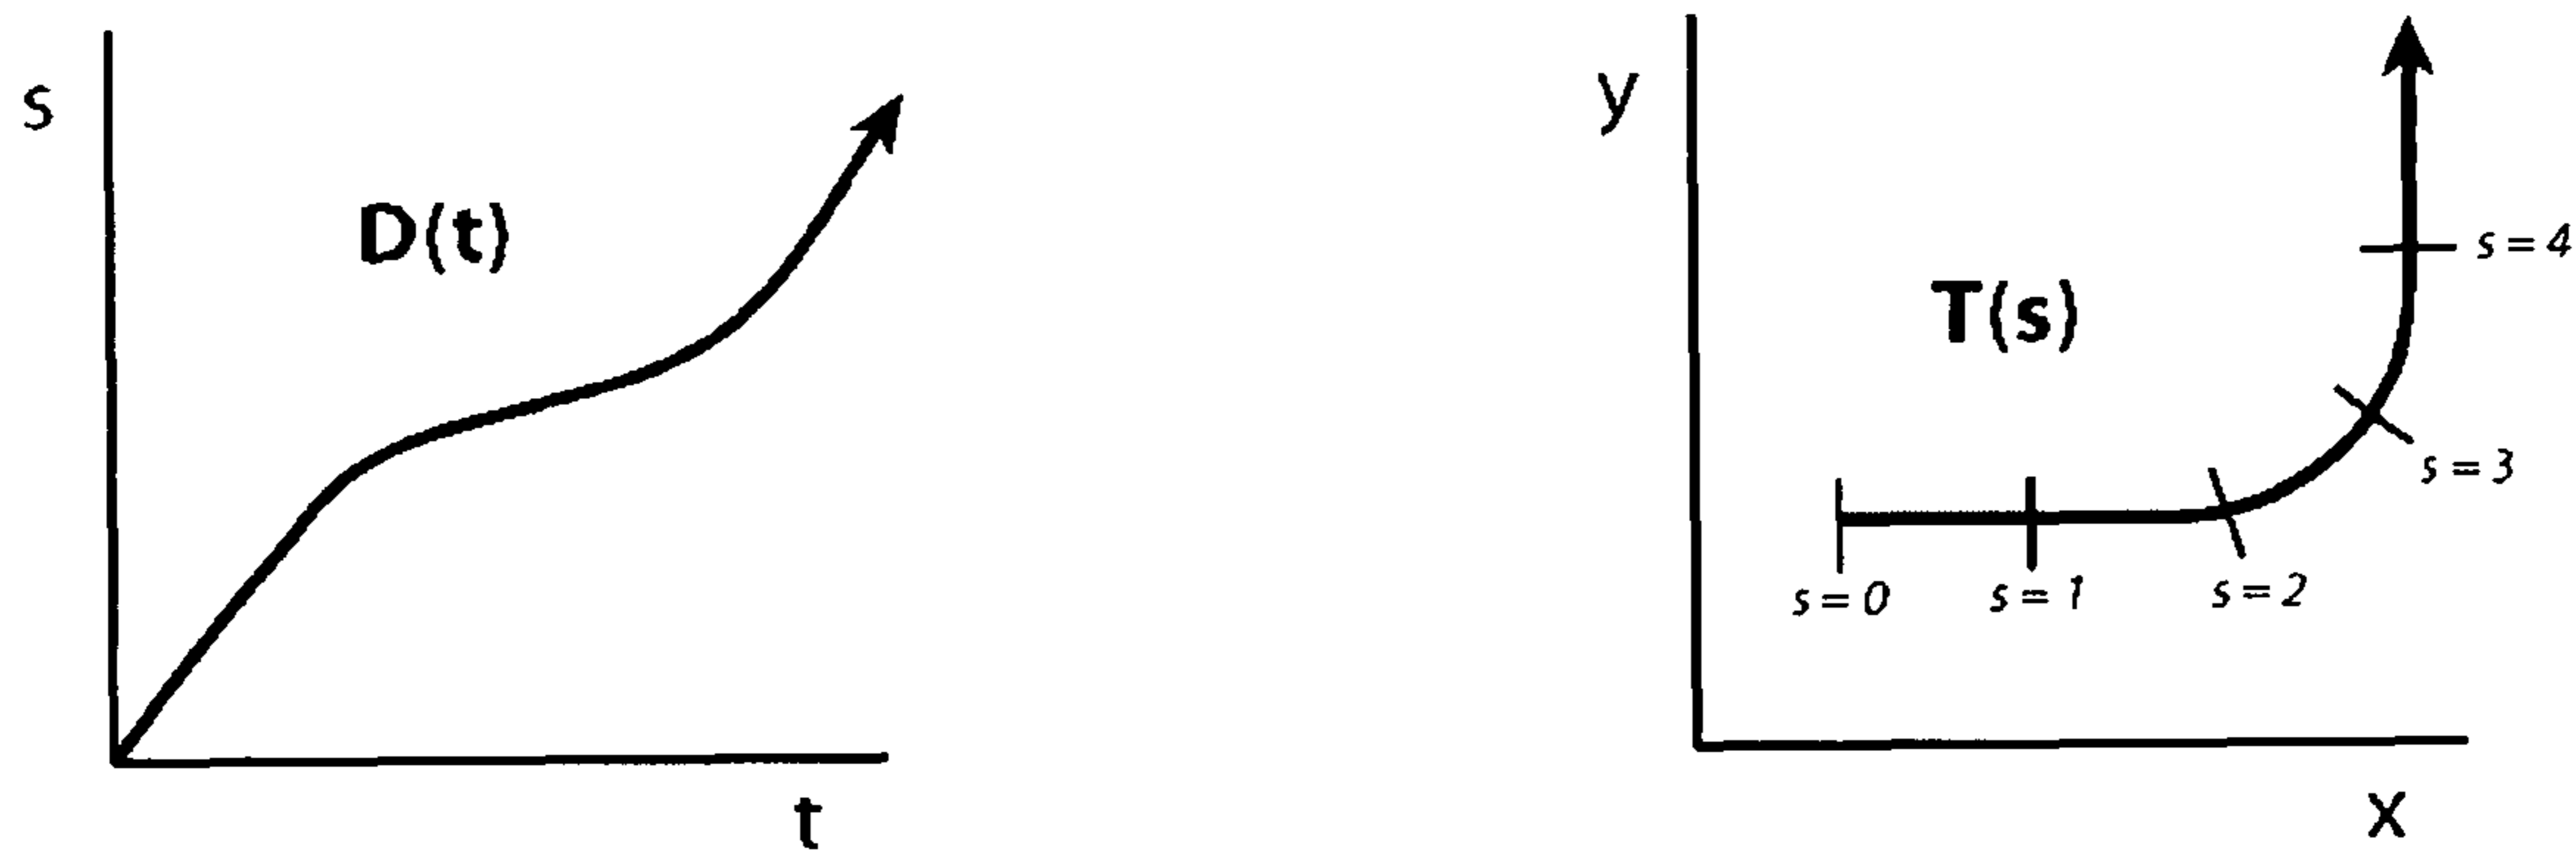 s
D(t)
t
y
T(s)
s = 4
s = 3
s = 0
s = 1
s = 2
x